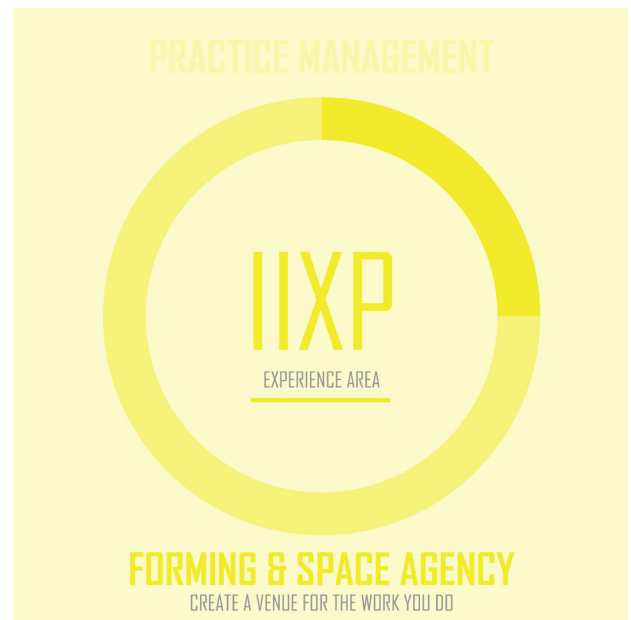 PRACTICE MANAGEMENT
IIXP
EXPERIENCE AREA
FORMING & SPACE AGENCY
CREATE A VENUE FOR THE WORK YOU DO